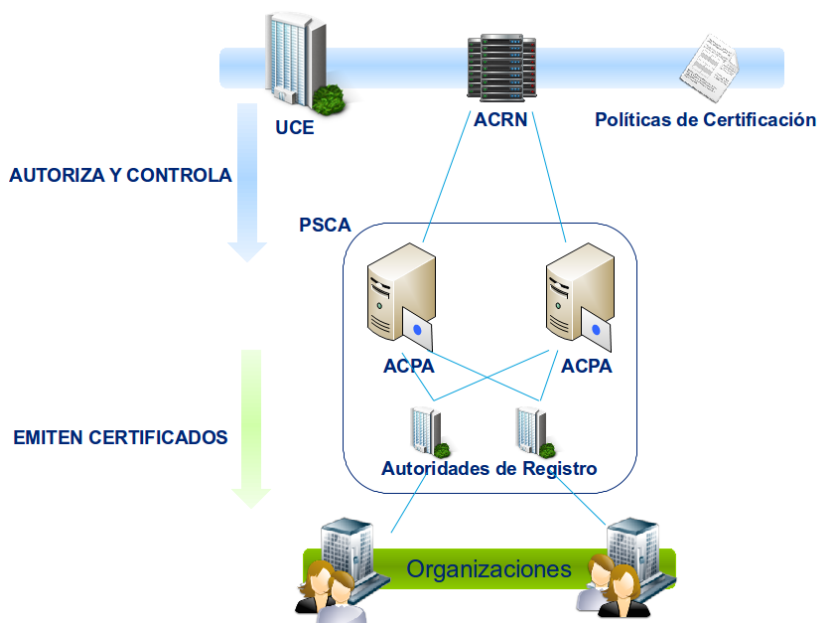 UCE
ACRN
Políticas de Certificación
AUTORIZA Y CONTROLA
PSCA
ACPA
ACPA
EMITEN CERTIFICADOS
Autoridades de Registro
Organizaciones